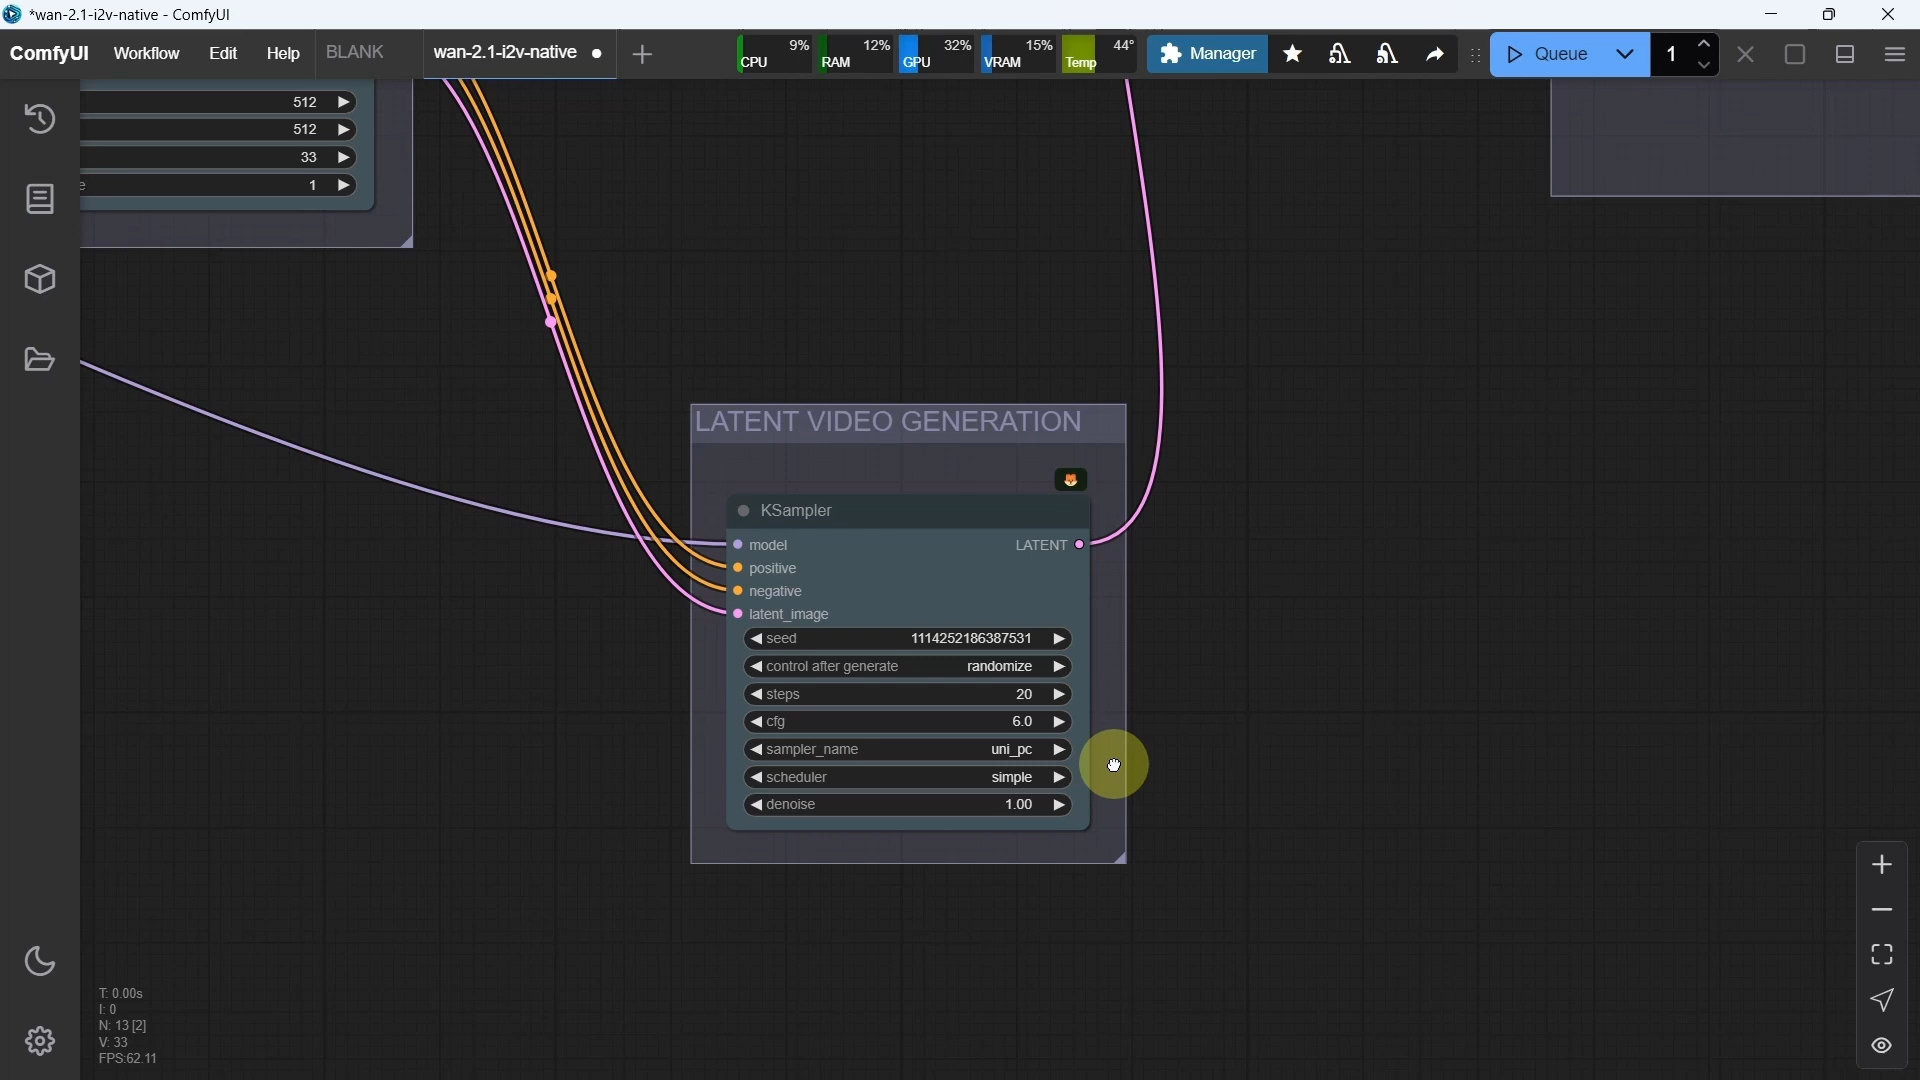 *wan-2.1-i2v-native - ComfyUI
ComfyUI Workflow Edit Help BLANK wan-2.1-i2v-native
CPU 9% RAM 12% GPU 32% VRAM 15% Temp 44° Manager Queue 1
512
512
33
e 1
LATENT VIDEO GENERATION
KSampler
model LATENT
positive
negative
latent_image
seed 1114252186387531
control after generate randomize
steps 20
cfg 6.0
sampler_name uni_pc
scheduler simple
denoise 1.00
T: 0.00s
I: 0
N: 13 [2]
V: 33
FPS:62.11